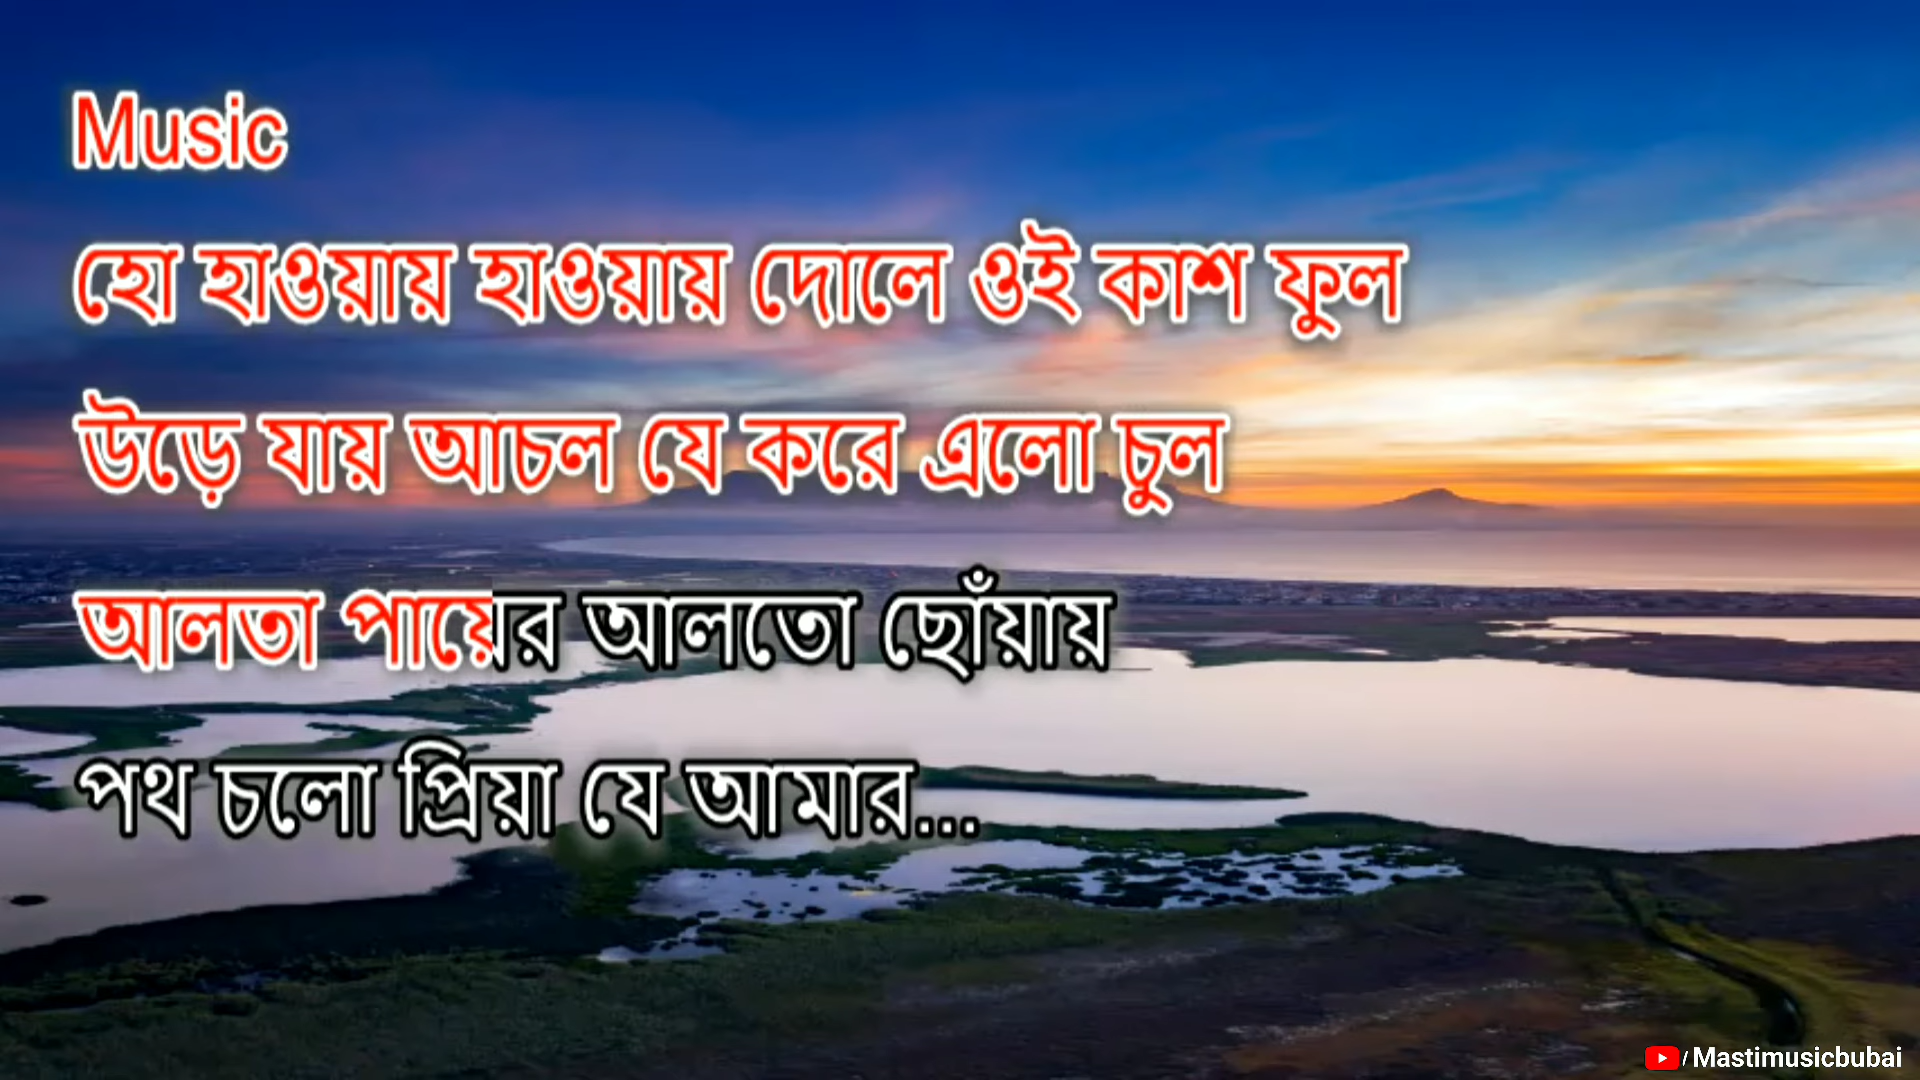 Music
হো হাওয়ায় হাওয়ায় দোলে ওই কাশ ফুল
উড়ে যায় আচল যে করে এলো চুল
আলতা পায়ের আলতো ছোঁয়ায়
পথ চলো প্রিয়া যে আমার...
/ Mastimusicbubai